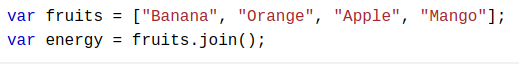 var fruits = ["Banana", "Orange", "Apple", "Mango"];
var energy = fruits.join();